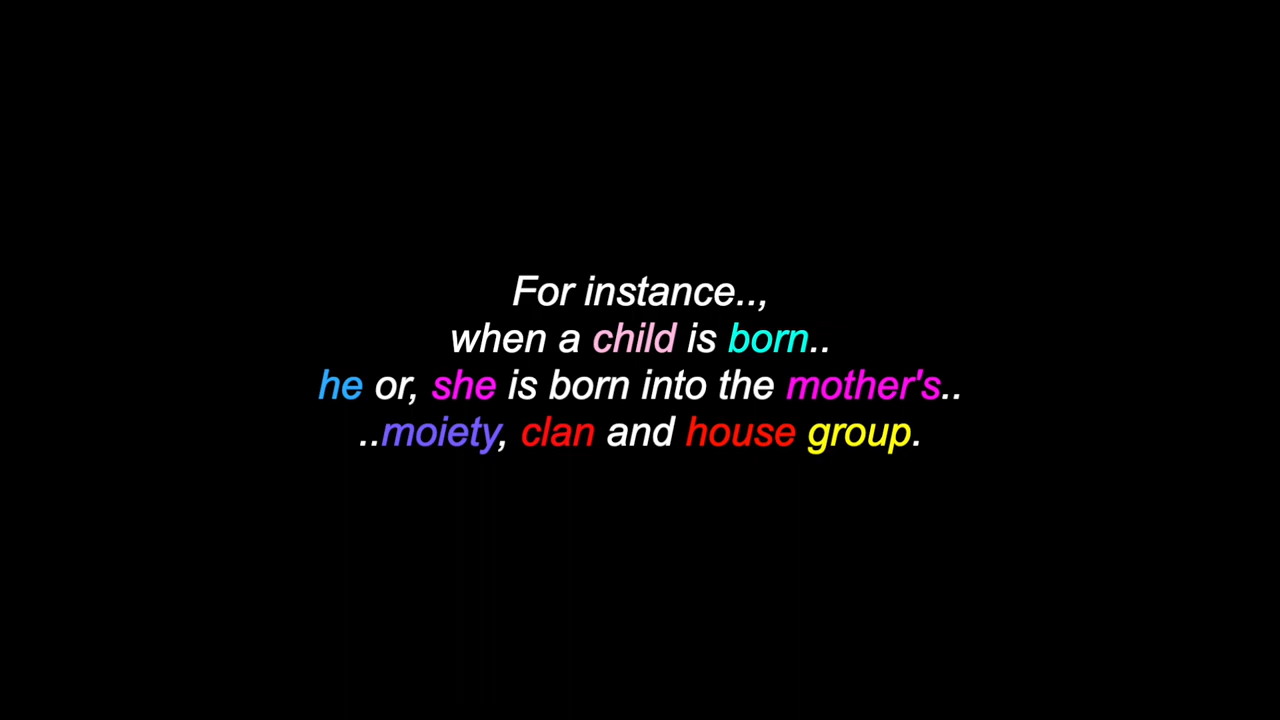 For instance..,
when a child is born..
he or, she is born into the mother's..
..moiety, clan and house group.